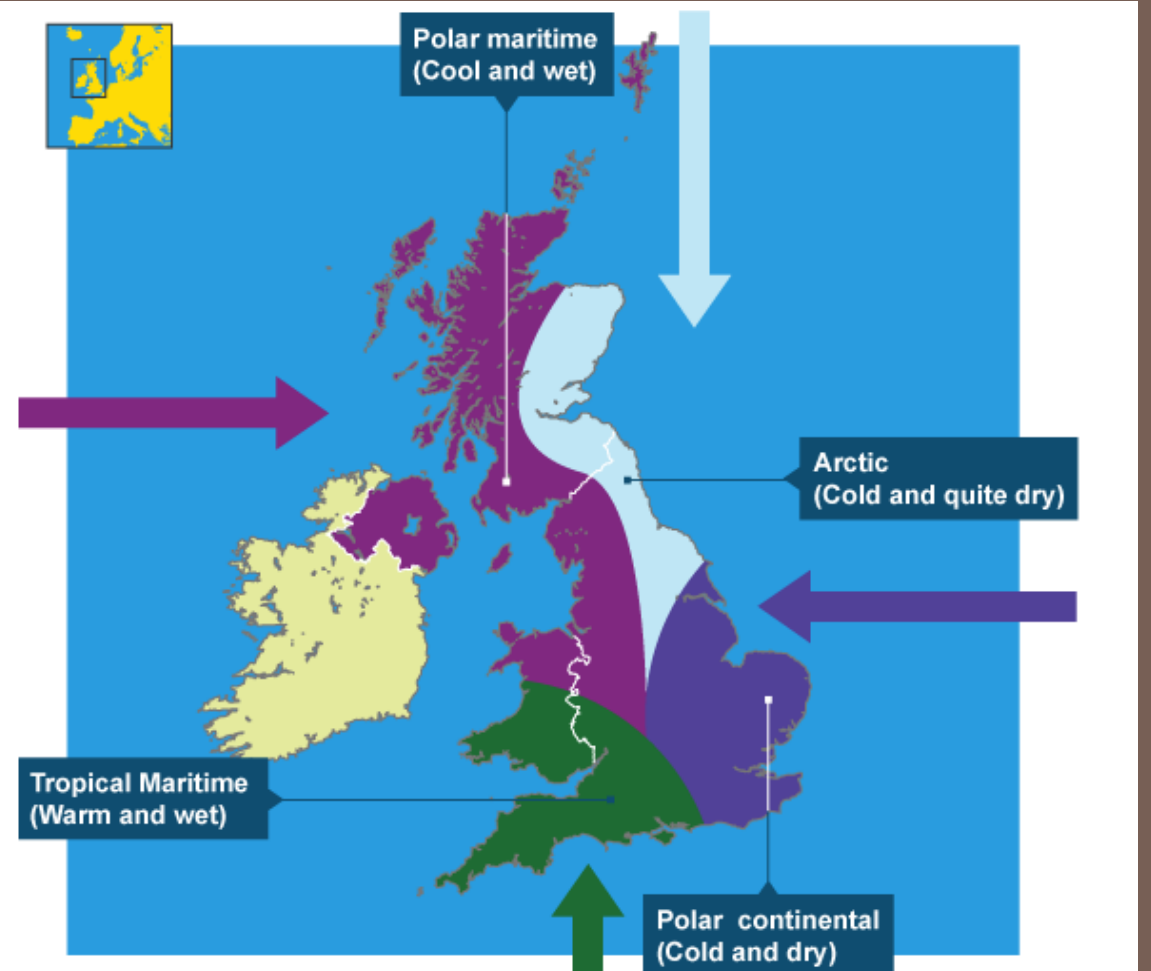 Polar maritime
(Cool and wet)
Arctic
(Cold and quite dry)
Tropical Maritime
(Warm and wet)
Polar continental
(Cold and dry)